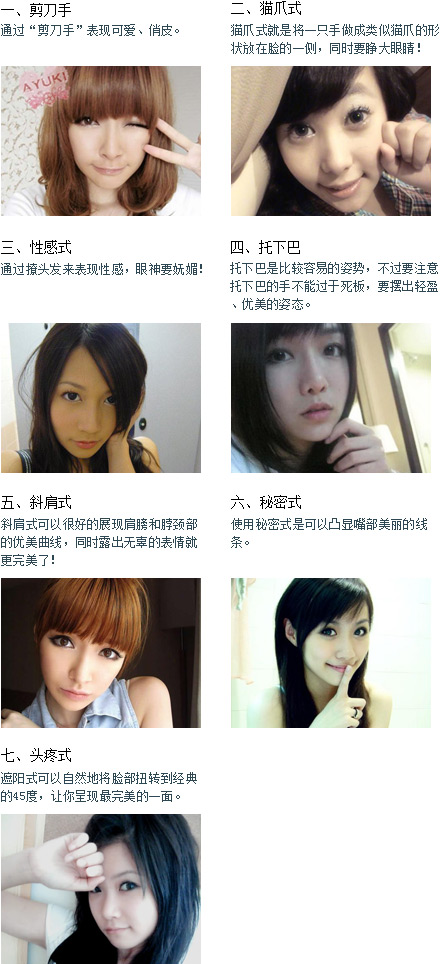 一、剪刀手
通过“剪刀手”表现可爱、俏皮。
二、猫爪式
猫爪式就是将一只手做成类似猫爪的形
状放在脸的一侧，同时要睁大眼睛！
AYUKI
三、性感式
通过撩头发来表现性感，眼神要妩媚！
四、托下巴
托下巴是比较容易的姿势，不过要注意
托下巴的手不能过于死板，要摆出轻盈
、优美的姿态。
五、斜肩式
斜肩式可以很好的展现肩膀和脖颈部
的优美曲线，同时露出无辜的表情就
更完美了！
六、秘密式
使用秘密式是可以凸显嘴部美丽的线
条。
七、头疼式
遮阳式可以自然地将脸部扭转到经典
的45度，让你呈现最完美的一面。